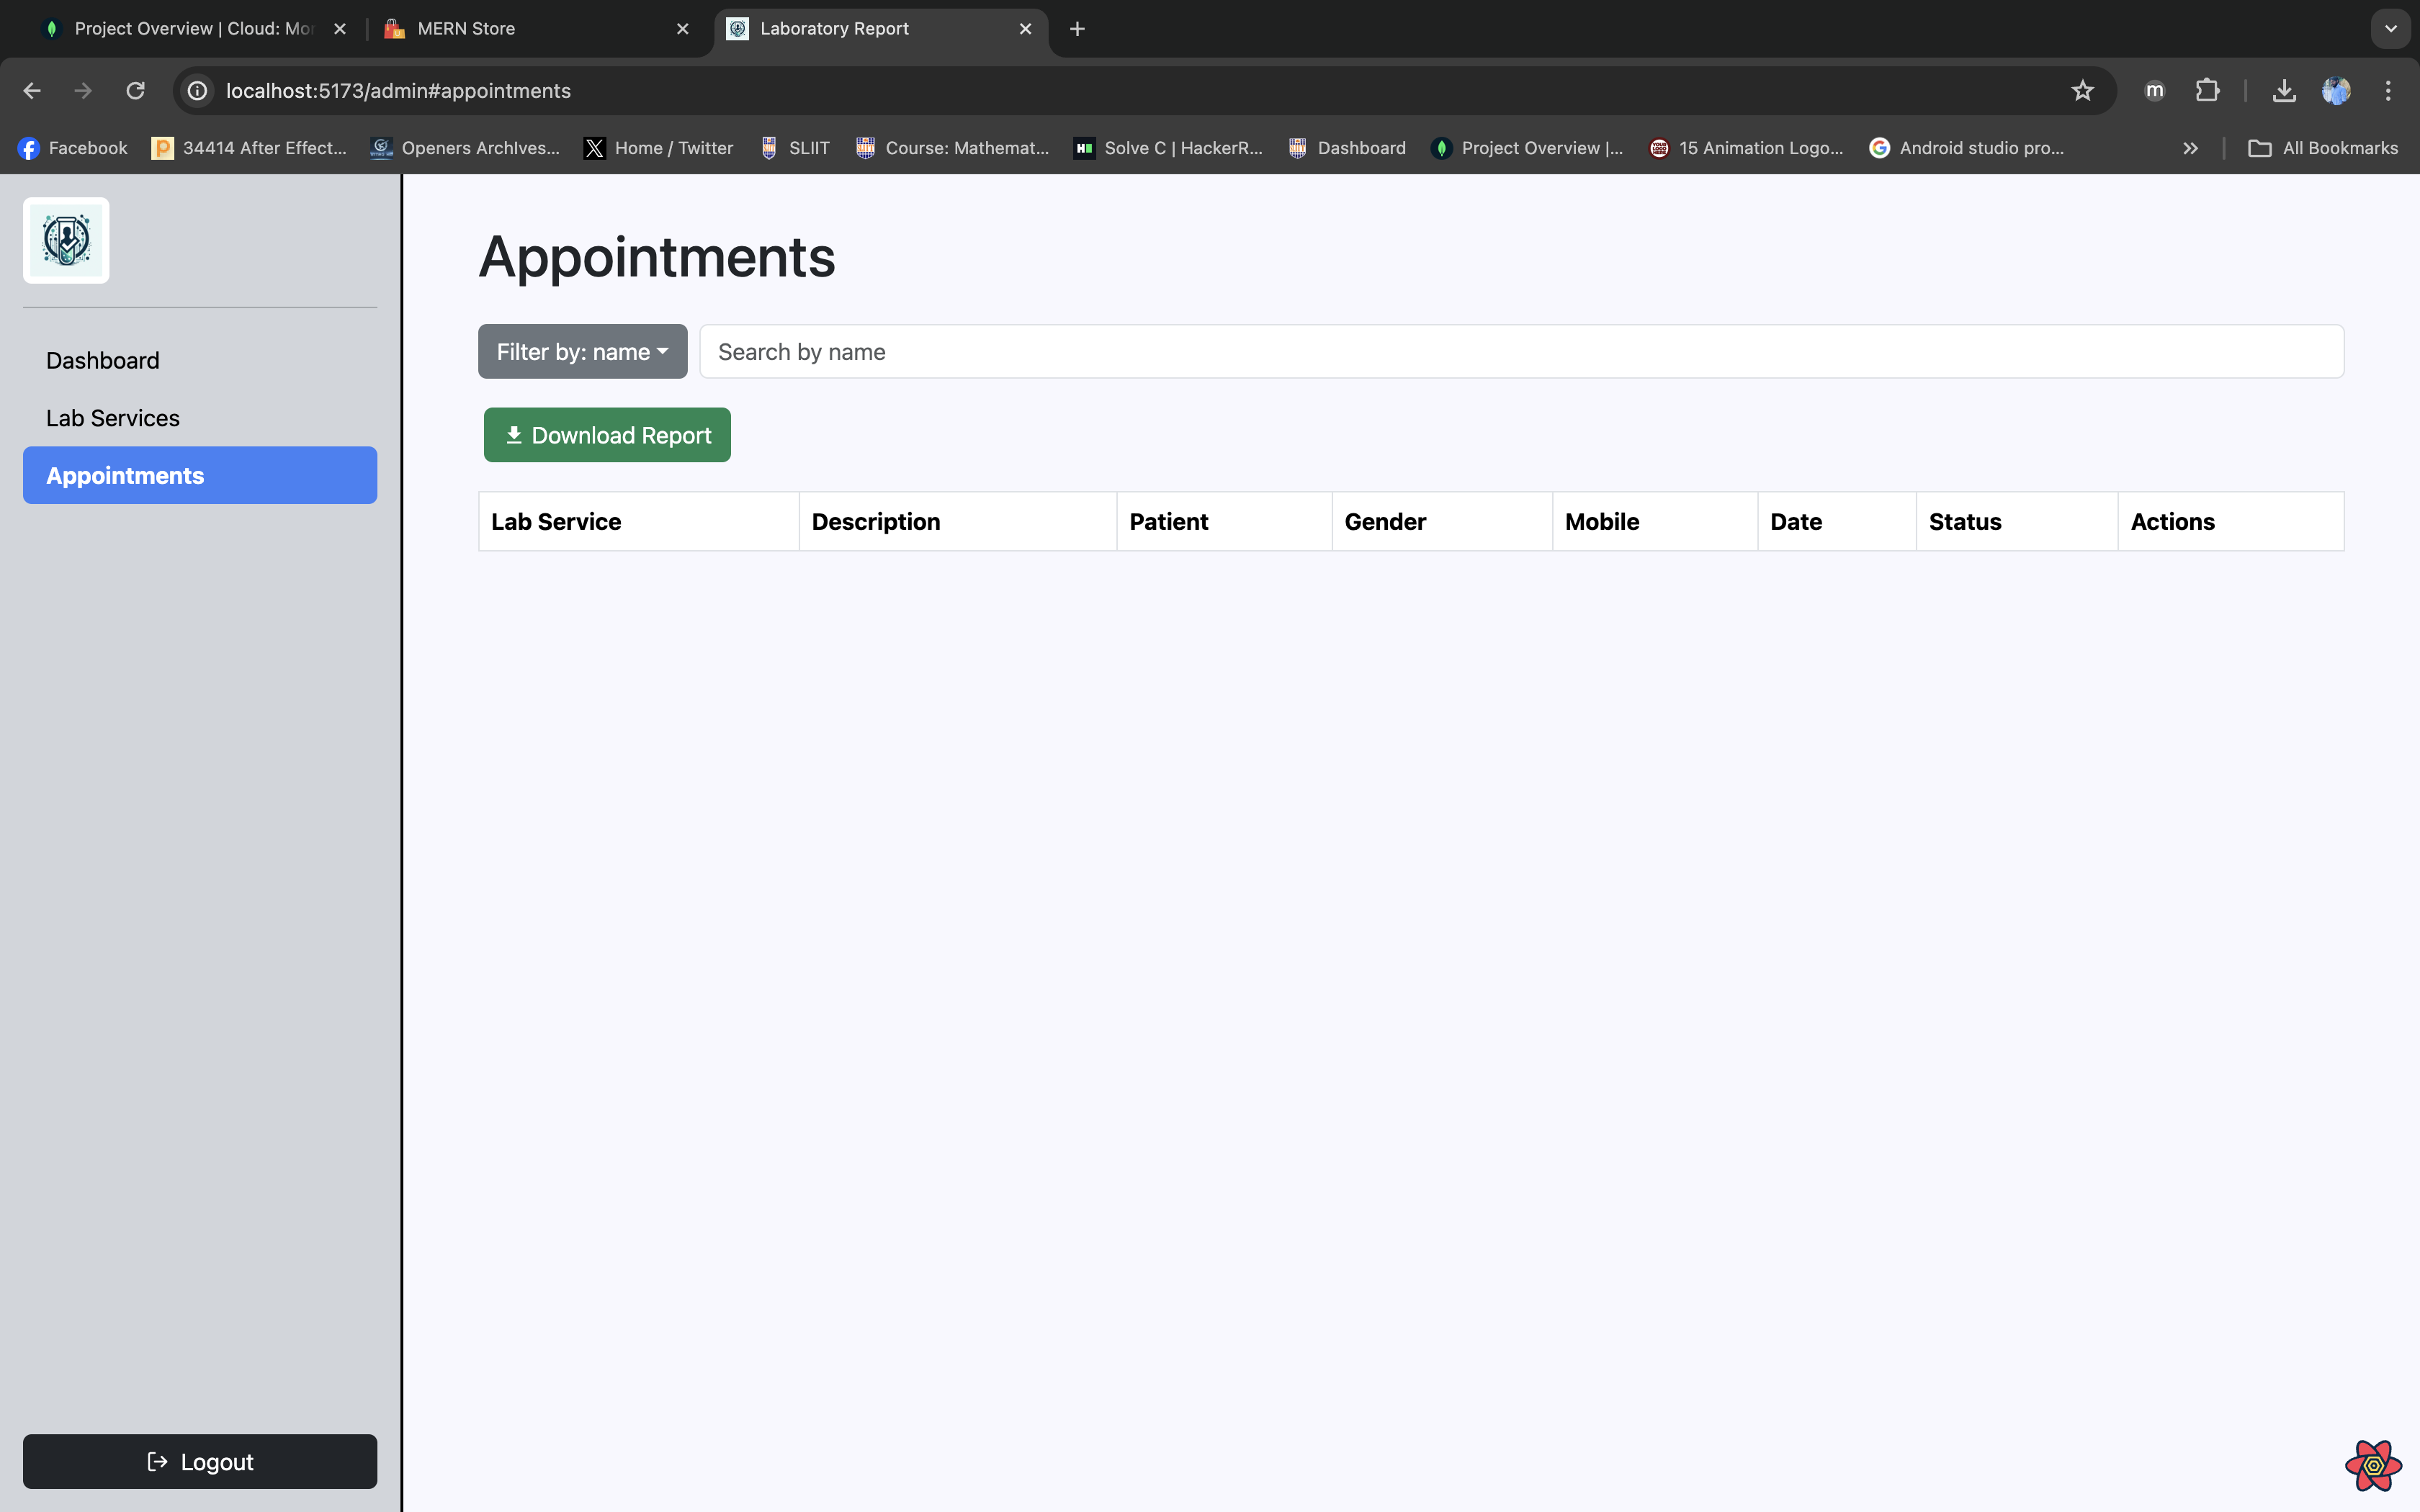 Project Overview | Cloud: Mon
MERN Store
Laboratory Report
localhost:5173/admin#appointments
m
Facebook
34414 After Effect...
Openers ArchIves...
Home / Twitter
SLIIT
Course: Mathemat...
Solve C | HackerR...
Dashboard
Project Overview |...
15 Animation Logo...
Android studio pro...
All Bookmarks
Dashboard
Lab Services
Appointments
Logout
Appointments
Filter by: name
Search by name
Download Report
Lab Service Description Patient Gender Mobile Date Status Actions